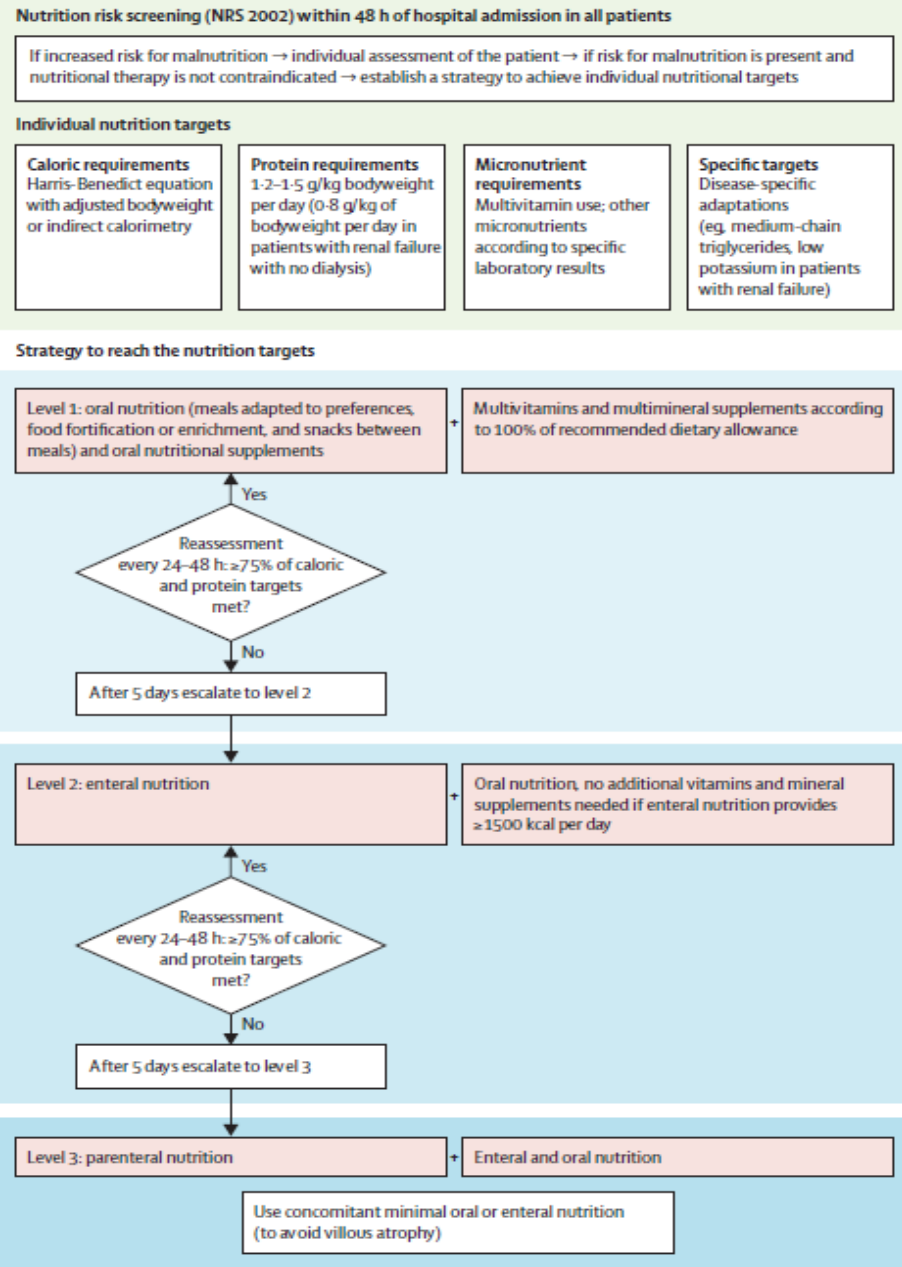 Nutrition risk screening (NRS 2002) within 48 h of hospital admission in all patients
If increased risk for malnutrition → individual assessment of the patient → if risk for malnutrition is present and
nutritional therapy is not contraindicated → establish a strategy to achieve individual nutritional targets
Individual nutrition targets
Caloric requirements
Harris-Benedict equation
with adjusted bodyweight
or indirect calorimetry
Protein requirements
1·2–1·5 g/kg bodyweight
per day (0·8 g/kg of
bodyweight per day in
patients with renal failure
with no dialysis)
Micronutrient
requirements
Multivitamin use; other
micronutrients
according to specific
laboratory results
Specific targets
Disease-specific
adaptations
(eg, medium-chain
triglycerides, low
potassium in patients
with renal failure)
Strategy to reach the nutrition targets
Level 1: oral nutrition (meals adapted to preferences,
food fortification or enrichment, and snacks between
meals) and oral nutritional supplements
+
Multivitamins and multimineral supplements according
to 100% of recommended dietary allowance
Yes
Reassessment
every 24–48 h: ≥75% of caloric
and protein targets
met?
No
After 5 days escalate to level 2
Level 2: enteral nutrition
+
Oral nutrition, no additional vitamins and mineral
supplements needed if enteral nutrition provides
≥1500 kcal per day
Yes
Reassessment
every 24–48 h: ≥75% of caloric
and protein targets
met?
No
After 5 days escalate to level 3
Level 3: parenteral nutrition
+
Enteral and oral nutrition
Use concomitant minimal oral or enteral nutrition
(to avoid villous atrophy)